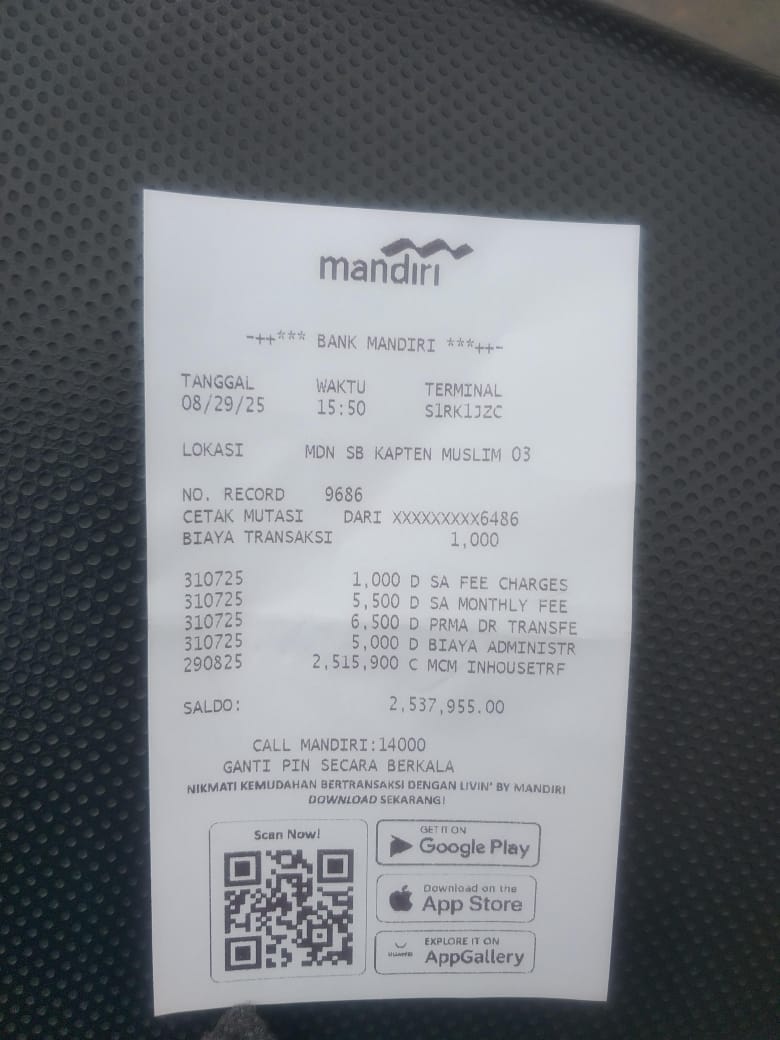 mandiri
-++*** BANK MANDIRI ***++-
TANGGAL WAKTU TERMINAL
08/29/25 15:50 S1RK1JZC
LOKASI MDN SB KAPTEN MUSLIM 03
NO. RECORD 9686
CETAK MUTASI DARI XXXXXXXXX6486
BIAYA TRANSAKSI 1,000
310725 1,000 D SA FEE CHARGES
310725 5,500 D SA MONTHLY FEE
310725 6,500 D PRMA DR TRANSFE
310725 5,000 D BIAYA ADMINISTR
290825 2,515,900 C MCM INHOUSETRF
SALDO: 2,537,955.00
CALL MANDIRI:14000
GANTI PIN SECARA BERKALA
NIKMATI KEMUDAHAN BERTRANSAKSI DENGAN LIVIN' BY MANDIRI
DOWNLOAD SEKARANG!
Scan Now!
GET IT ON
Google Play
Download on the
App Store
HUAWEI
EXPLORE IT ON
AppGallery